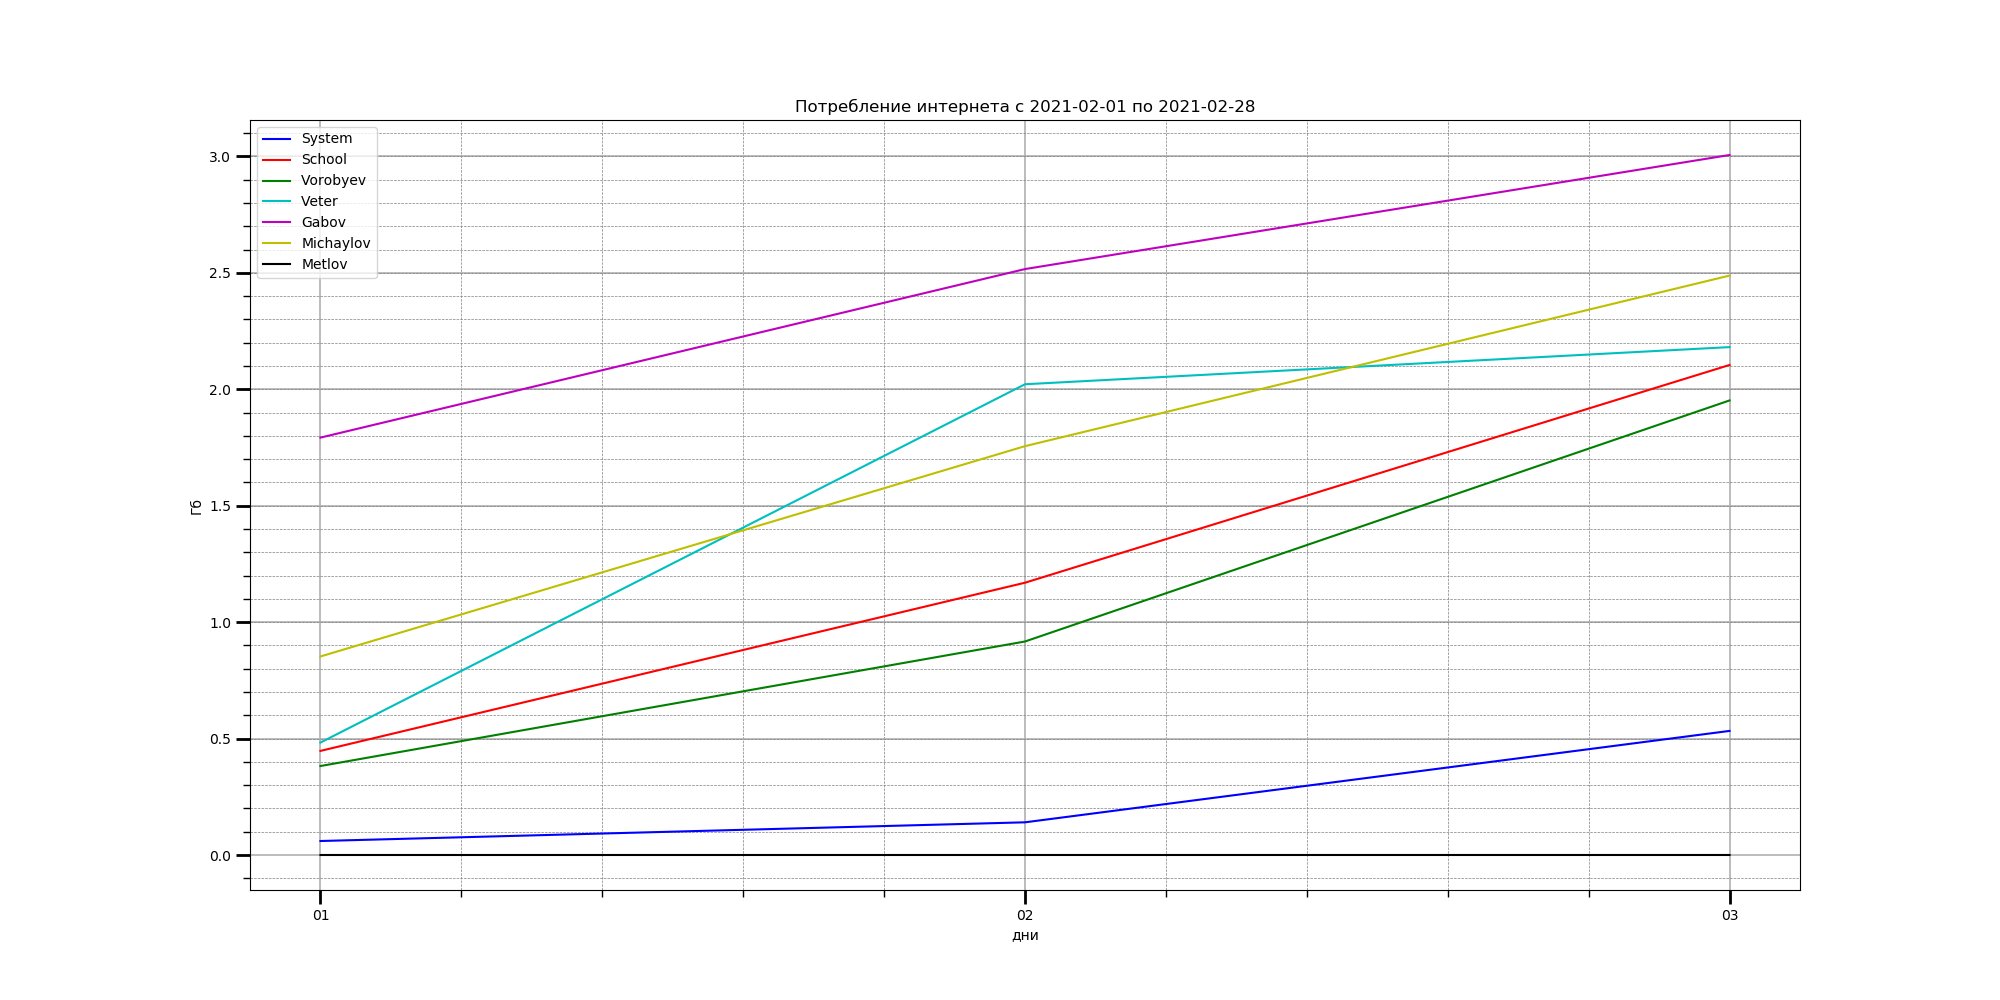 Потребление интернета с 2021-02-01 по 2021-02-28
System
School
Vorobyev
Veter
Gabov
Michaylov
Metlov
3.0
2.5
2.0
1.5
1.0
0.5
0.0
Гб
01
02
03
дни